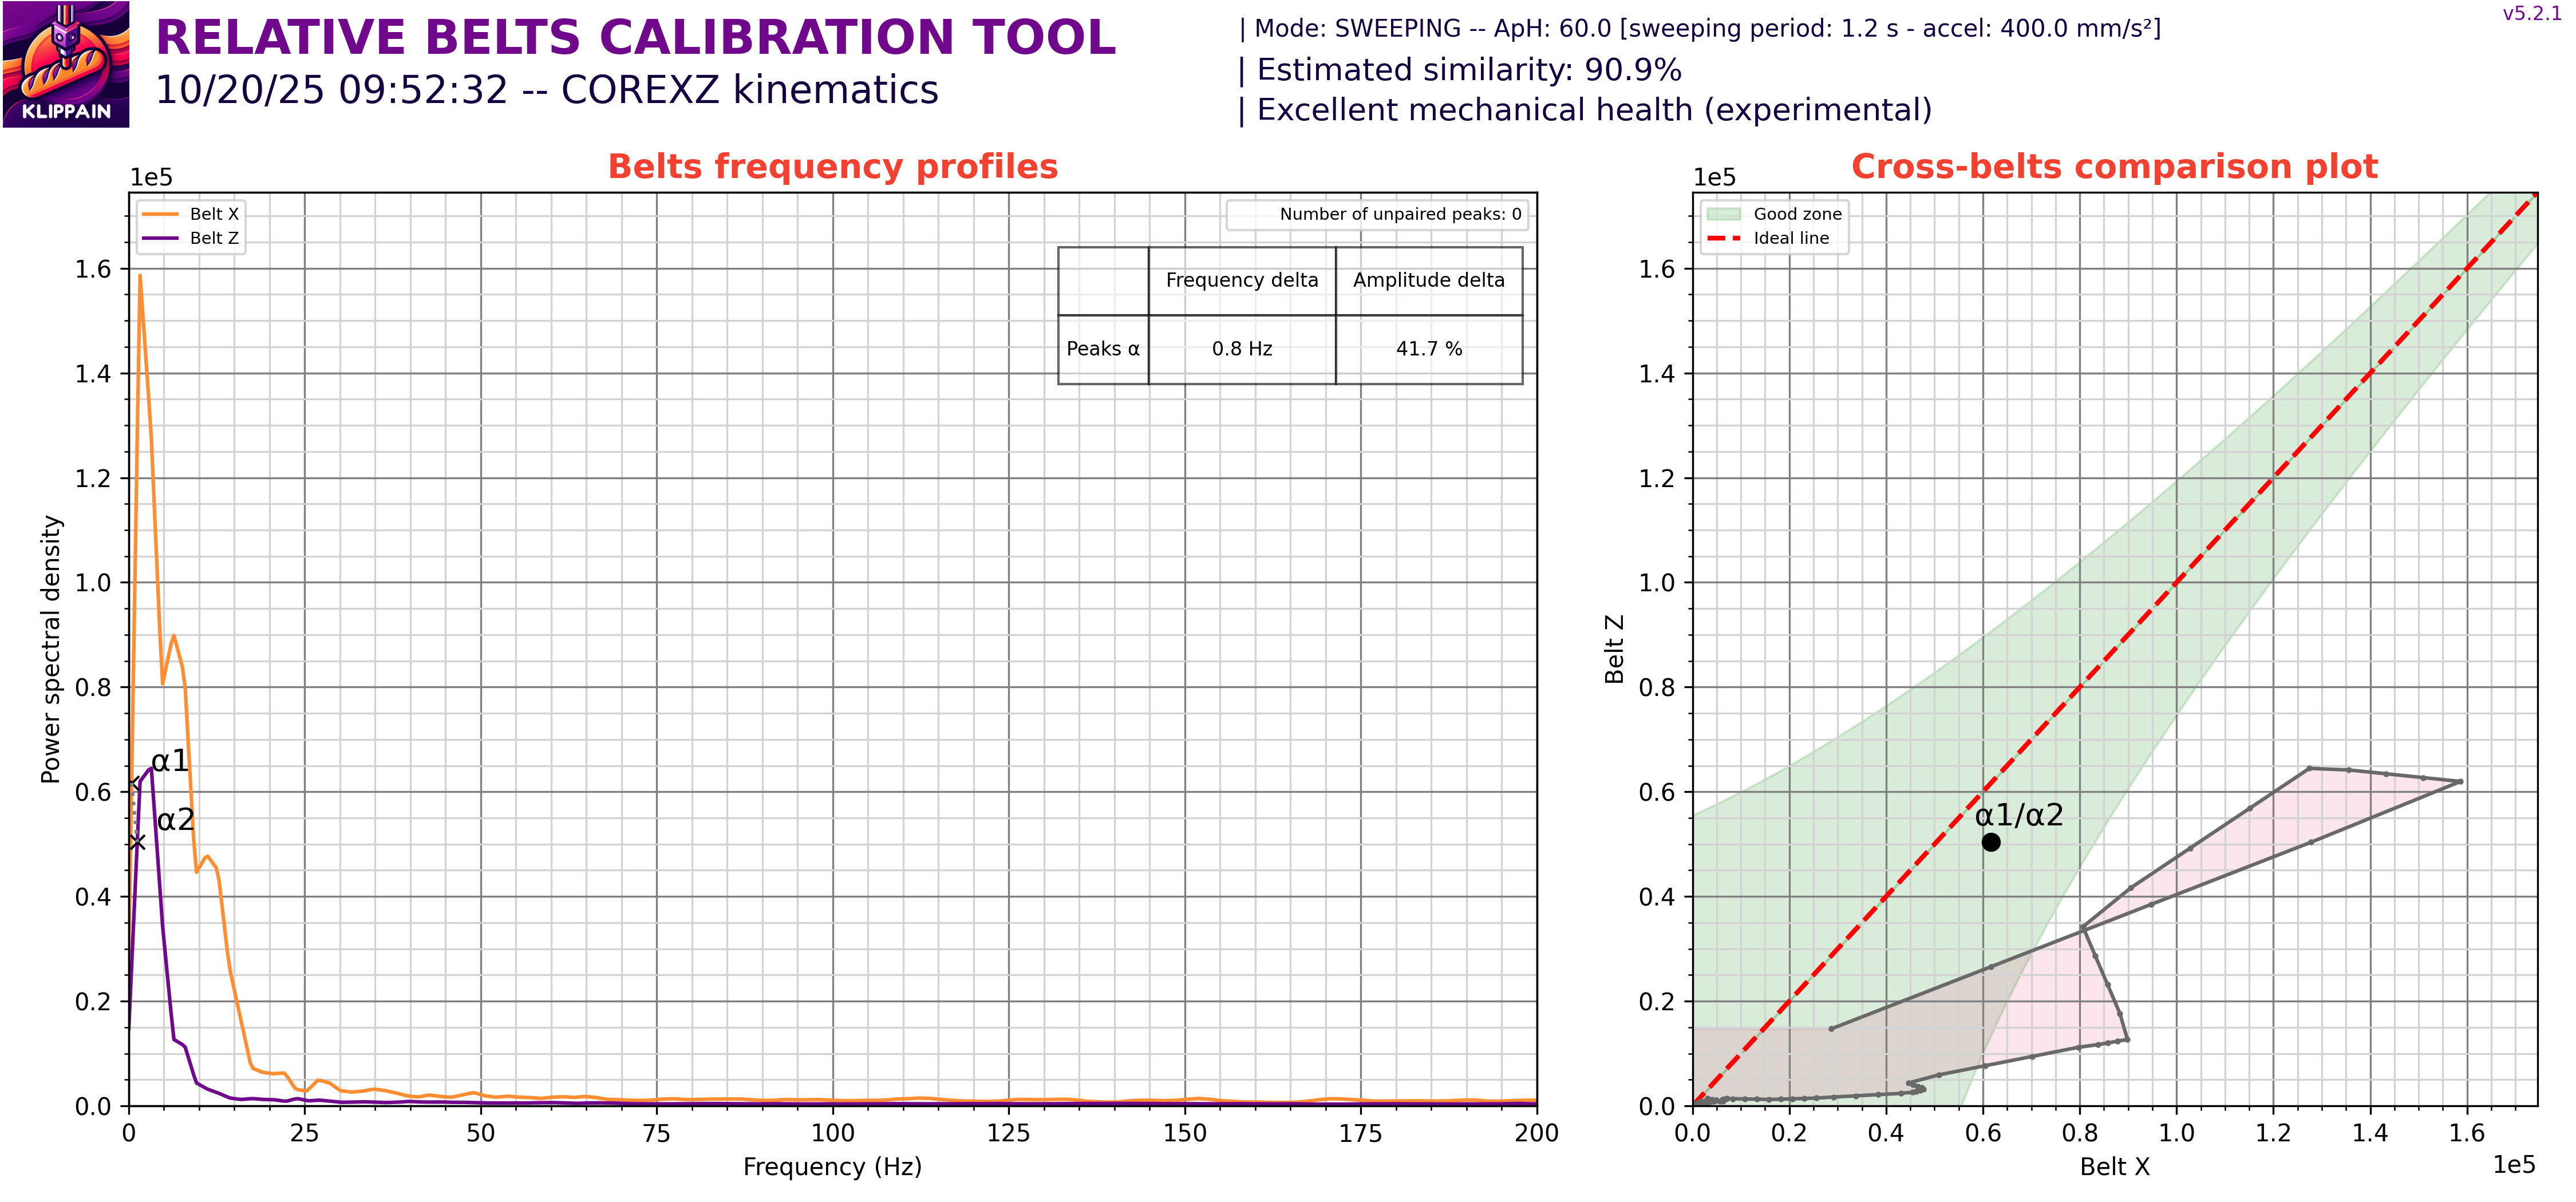 KLIPPAIN
RELATIVE BELTS CALIBRATION TOOL
10/20/25 09:52:32 -- COREXZ kinematics
| Mode: SWEEPING -- ApH: 60.0 [sweeping period: 1.2 s - accel: 400.0 mm/s²]
| Estimated similarity: 90.9%
| Excellent mechanical health (experimental)
v5.2.1
Belts frequency profiles
1e5
Belt X
Belt Z
Number of unpaired peaks: 0
Frequency delta Amplitude delta
Peaks α 0.8 Hz 41.7 %
α1
α2
Power spectral density
1.6
1.4
1.2
1.0
0.8
0.6
0.4
0.2
0.0
0 25 50 75 100 125 150 175 200
Frequency (Hz)
Cross-belts comparison plot
1e5
Good zone
Ideal line
α1/α2
Belt Z
1.6
1.4
1.2
1.0
0.8
0.6
0.4
0.2
0.0
0.0 0.2 0.4 0.6 0.8 1.0 1.2 1.4 1.6
Belt X
1e5